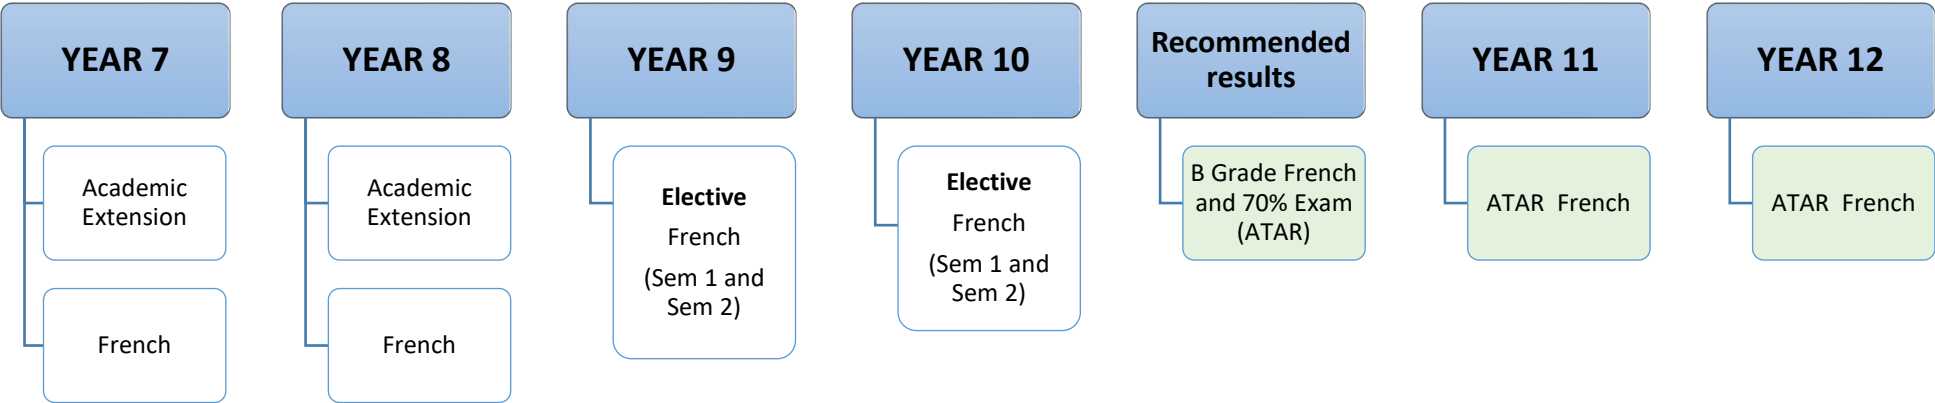 YEAR 7
Academic
Extension
French
YEAR 8
Academic
Extension
French
YEAR 9
Elective
French
(Sem 1 and
Sem 2)
YEAR 10
Elective
French
(Sem 1 and
Sem 2)
Recommended
results
B Grade French
and 70% Exam
(ATAR)
YEAR 11
ATAR  French
YEAR 12
ATAR  French